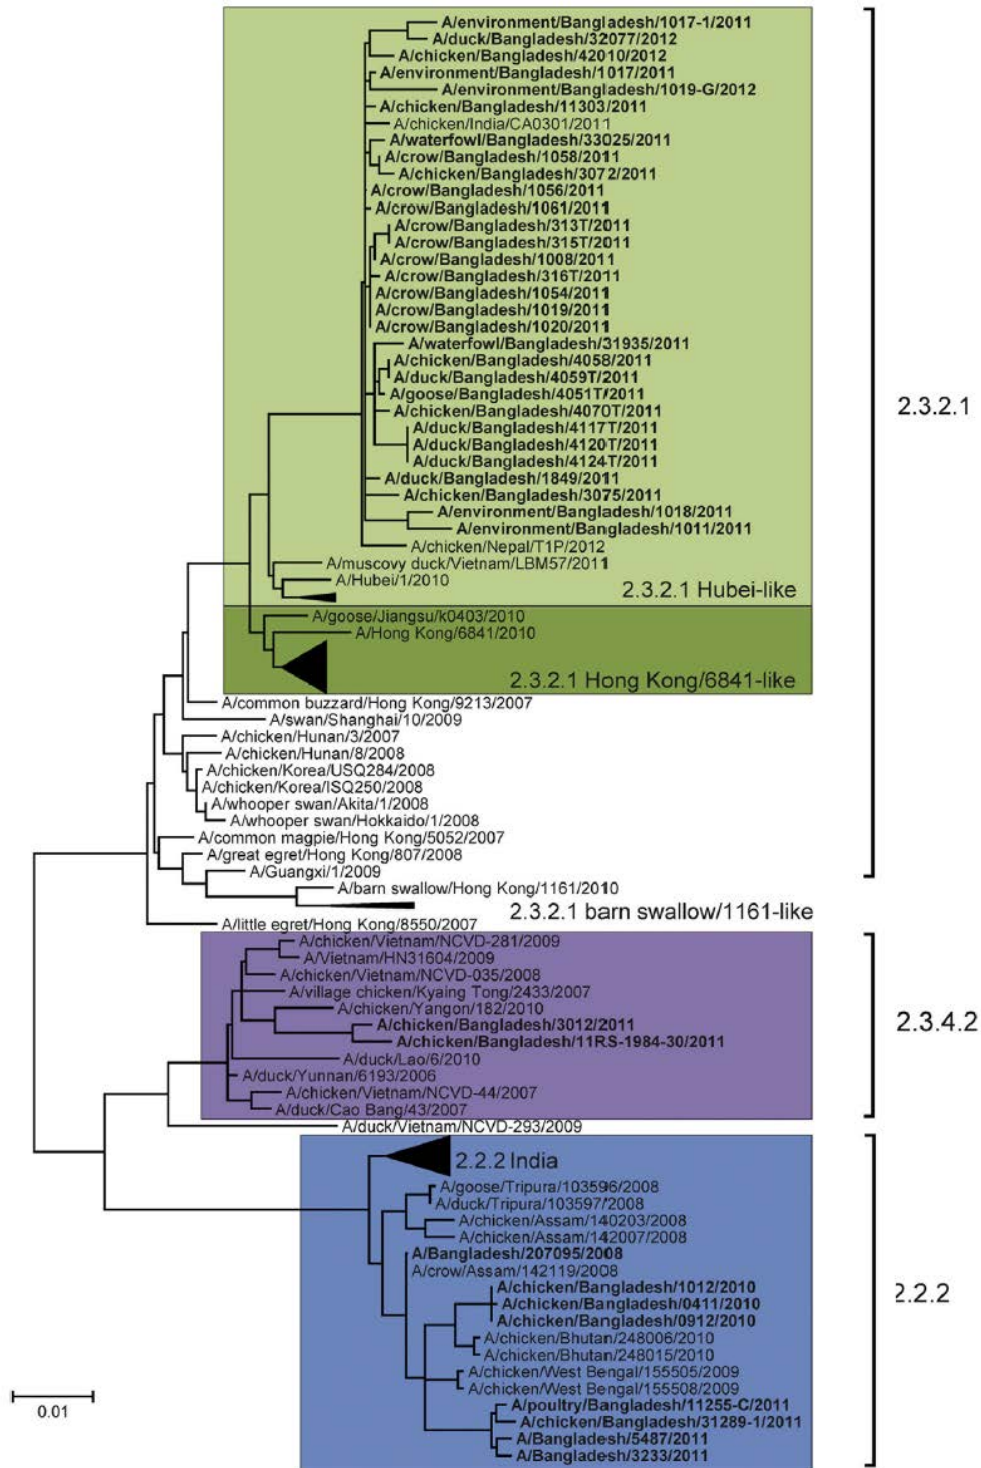 A/environment/Bangladesh/1017-1/2011
A/duck/Bangladesh/32077/2012
A/chicken/Bangladesh/42010/2012
A/environment/Bangladesh/1017/2011
A/environment/Bangladesh/1019-G/2012
A/chicken/Bangladesh/11303/2011
A/chicken/India/CA0301/2011
A/waterfowl/Bangladesh/33025/2011
A/crow/Bangladesh/1058/2011
A/chicken/Bangladesh/3072/2011
A/crow/Bangladesh/1056/2011
A/crow/Bangladesh/1061/2011
A/crow/Bangladesh/313T/2011
A/crow/Bangladesh/315T/2011
A/crow/Bangladesh/1008/2011
A/crow/Bangladesh/316T/2011
A/crow/Bangladesh/1054/2011
A/crow/Bangladesh/1019/2011
A/crow/Bangladesh/1020/2011
A/waterfowl/Bangladesh/31935/2011
A/chicken/Bangladesh/4058/2011
A/duck/Bangladesh/4059T/2011
A/goose/Bangladesh/4051T/2011
2.3.2.1
A/chicken/Bangladesh/4070T/2011
A/duck/Bangladesh/4117T/2011
A/duck/Bangladesh/4120T/2011
A/duck/Bangladesh/4124T/2011
A/duck/Bangladesh/1849/2011
A/chicken/Bangladesh/3075/2011
A/environment/Bangladesh/1018/2011
A/environment/Bangladesh/1011/2011
A/chicken/Nepal/T1P/2012
A/muscovy duck/Vietnam/LBM57/2011
A/Hubei/1/2010
2.3.2.1 Hubei-like
A/goose/Jiangsu/k0403/2010
A/Hong Kong/6841/2010
2.3.2.1 Hong Kong/6841-like
A/common buzzard/Hong Kong/9213/2007
A/swan/Shanghai/10/2009
A/chicken/Hunan/3/2007
A/chicken/Hunan/8/2008
A/chicken/Korea/USQ284/2008
A/chicken/Korea/ISQ250/2008
A/whooper swan/Akita/1/2008
A/whooper swan/Hokkaido/1/2008
A/common magpie/Hong Kong/5052/2007
A/great egret/Hong Kong/807/2008
A/Guangxi/1/2009
A/barn swallow/Hong Kong/1161/2010
2.3.2.1 barn swallow/1161-like
A/little egret/Hong Kong/8550/2007
A/chicken/Vietnam/NCVD-281/2009
A/Vietnam/HN31604/2009
A/chicken/Vietnam/NCVD-035/2008
A/village chicken/Kyaing Tong/2433/2007
A/chicken/Yangon/182/2010
A/chicken/Bangladesh/3012/2011
2.3.4.2
A/chicken/Bangladesh/11RS-1984-30/2011
A/duck/Lao/6/2010
A/duck/Yunnan/6193/2006
A/chicken/Vietnam/NCVD-44/2007
A/duck/Cao Bang/43/2007
A/duck/Vietnam/NCVD-293/2009
2.2.2 India
A/goose/Tripura/103596/2008
A/duck/Tripura/103597/2008
A/chicken/Assam/140203/2008
A/chicken/Assam/142007/2008
A/Bangladesh/207095/2008
A/crow/Assam/142119/2008
A/chicken/Bangladesh/1012/2010
2.2.2
A/chicken/Bangladesh/0411/2010
A/chicken/Bangladesh/0912/2010
A/chicken/Bhutan/248006/2010
A/chicken/Bhutan/248015/2010
A/chicken/West Bengal/155505/2009
A/chicken/West Bengal/155508/2009
A/poultry/Bangladesh/11255-C/2011
0.01
A/chicken/Bangladesh/31289-1/2011
A/Bangladesh/5487/2011
A/Bangladesh/3233/2011